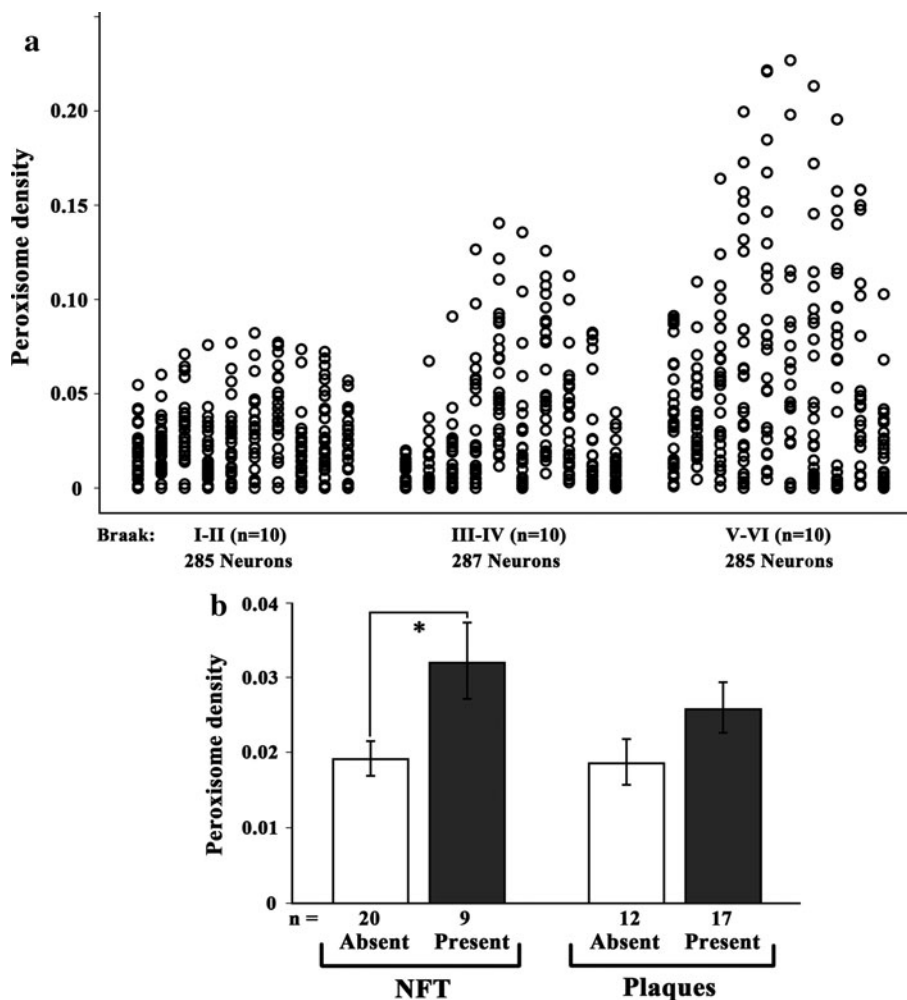 a
Peroxisome density
0.20
0.15
0.10
0.05
0
Braak: I-II (n=10) III-IV (n=10) V-VI (n=10)
285 Neurons 287 Neurons 285 Neurons
b
Peroxisome density
0.04
0.03
0.02
0.01
0
*
n = 20 9 12 17
Absent Present Absent Present
NFT Plaques